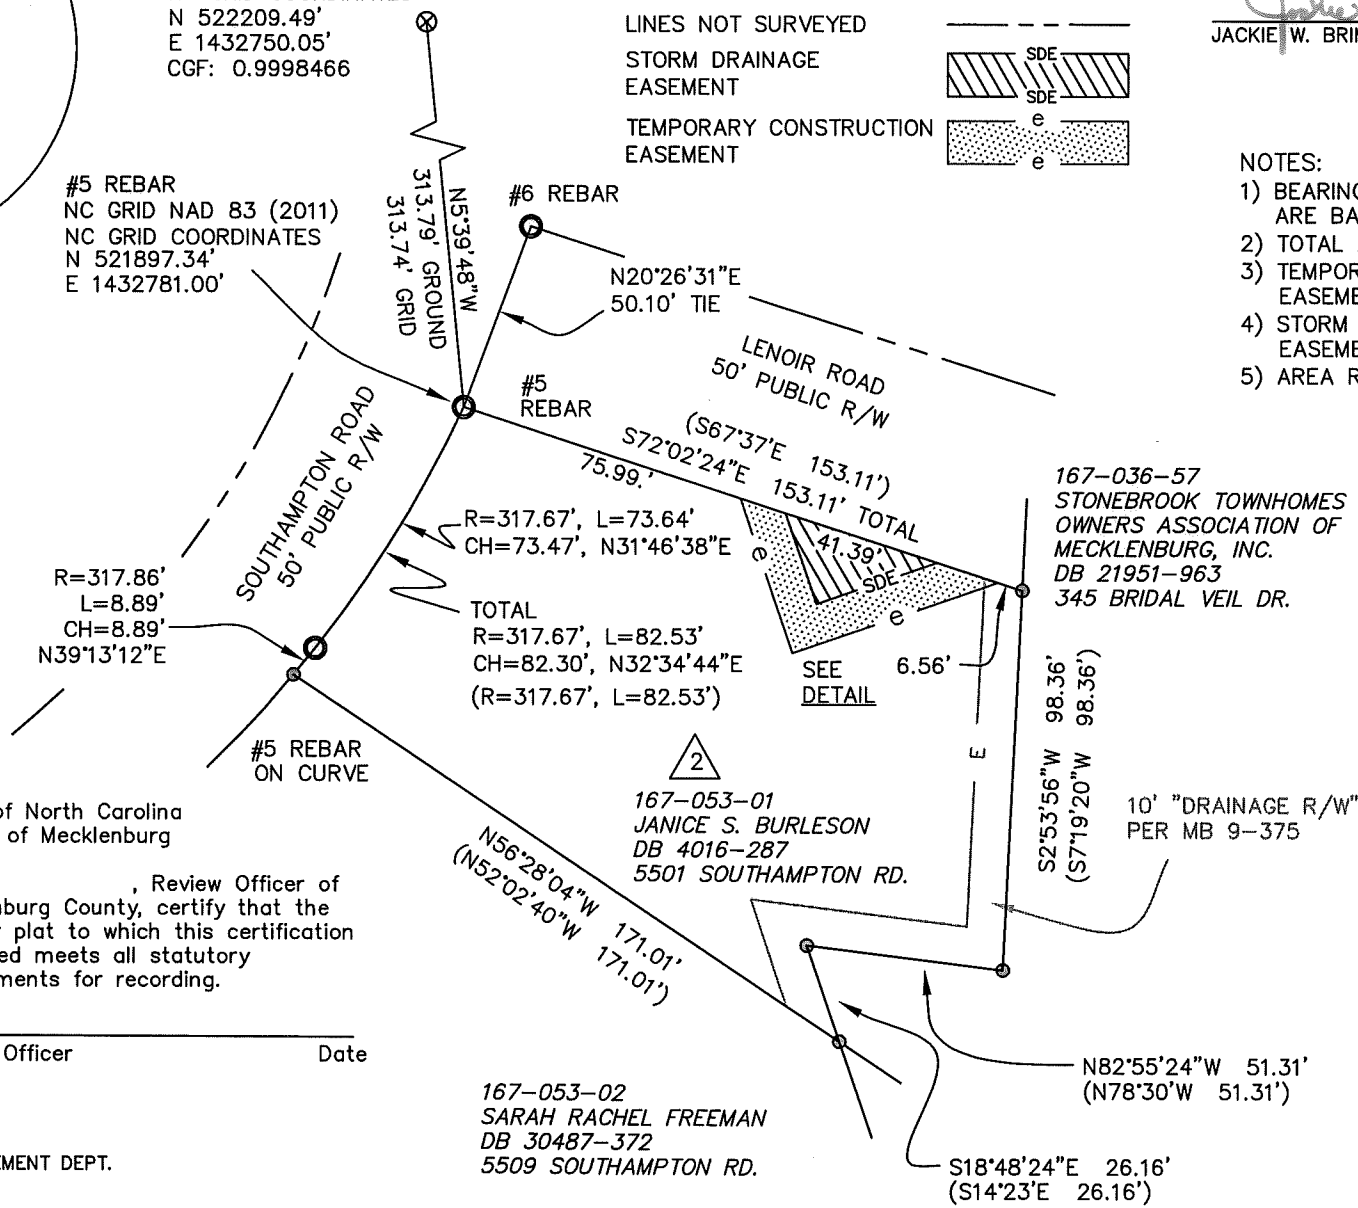 N 522209.49'
E 1432750.05'
CGF: 0.9998466
LINES NOT SURVEYED
STORM DRAINAGE
EASEMENT
SDE
SDE
TEMPORARY CONSTRUCTION
EASEMENT
e
e
JACKIE W. BRI
NOTES:
1) BEARING
ARE BA
2) TOTAL
3) TEMPOR
EASEME
4) STORM
EASEME
5) AREA R
#5 REBAR
NC GRID NAD 83 (2011)
NC GRID COORDINATES
N 521897.34'
E 1432781.00'
N5°39'48"W
313.79' GROUND
313.74' GRID
#6 REBAR
N20°26'31"E
50.10' TIE
#5
REBAR
LENOIR ROAD
50' PUBLIC R/W
(S67°37'E 153.11')
S72°02'24"E 153.11' TOTAL
75.99.'
41.39'
SDE
e
e
SOUTHAMPTON ROAD
50' PUBLIC R/W
R=317.67', L=73.64'
CH=73.47', N31°46'38"E
TOTAL
R=317.67', L=82.53'
CH=82.30', N32°34'44"E
(R=317.67', L=82.53')
R=317.86'
L=8.89'
CH=8.89'
N39°13'12"E
#5 REBAR
ON CURVE
SEE
DETAIL
6.56'
167-036-57
STONEBROOK TOWNHOMES
OWNERS ASSOCIATION OF
MECKLENBURG, INC.
DB 21951-963
345 BRIDAL VEIL DR.
S2°53'56"W 98.36'
(S7°19'20"W 98.36')
E
10' "DRAINAGE R/W"
PER MB 9-375
2
167-053-01
JANICE S. BURLESON
DB 4016-287
5501 SOUTHAMPTON RD.
N56°28'04"W 171.01'
(N52°02'40"W 171.01')
of North Carolina
of Mecklenburg
, Review Officer of
nburg County, certify that the
r plat to which this certification
ed meets all statutory
ments for recording.
Officer Date
EMENT DEPT.
167-053-02
SARAH RACHEL FREEMAN
DB 30487-372
5509 SOUTHAMPTON RD.
N82°55'24"W 51.31'
(N78°30'W 51.31')
S18°48'24"E 26.16'
(S14°23'E 26.16')